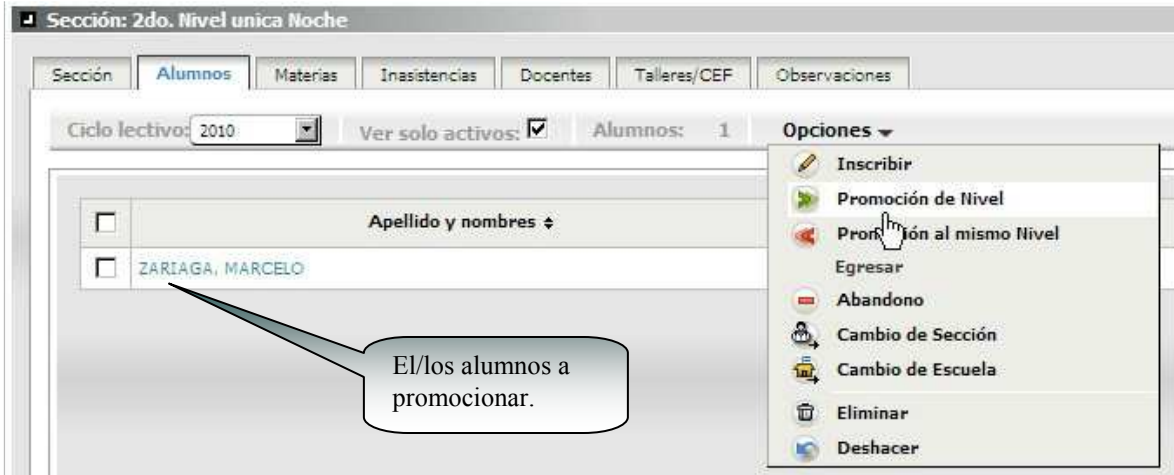 Sección: 2do. Nivel unica Noche
Sección Alumnos Materias Inasistencias Docentes Talleres/CEF Observaciones
Ciclo lectivo: 2010 Ver solo activos: Alumnos: 1 Opciones
Inscribir
Promoción de Nivel
Promoción al mismo Nivel
Egresar
Abandono
Cambio de Sección
Cambio de Escuela
Eliminar
Deshacer
Apellido y nombres
ZARIAGA, MARCELO
El/los alumnos a
promocionar.